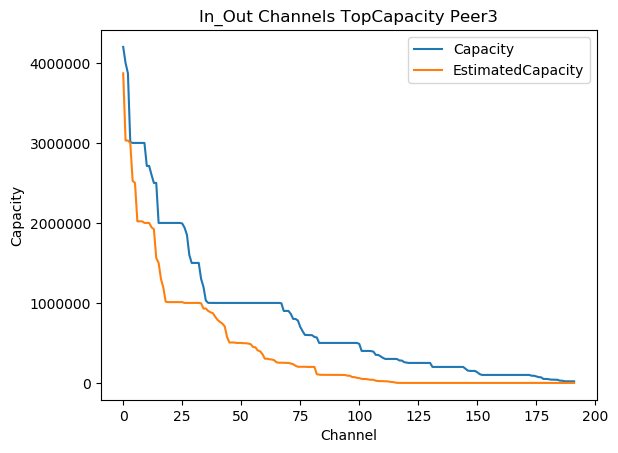 In_Out Channels TopCapacity Peer3
Capacity
EstimatedCapacity
4000000
3000000
2000000
1000000
0
Capacity
0 25 50 75 100 125 150 175 200
Channel